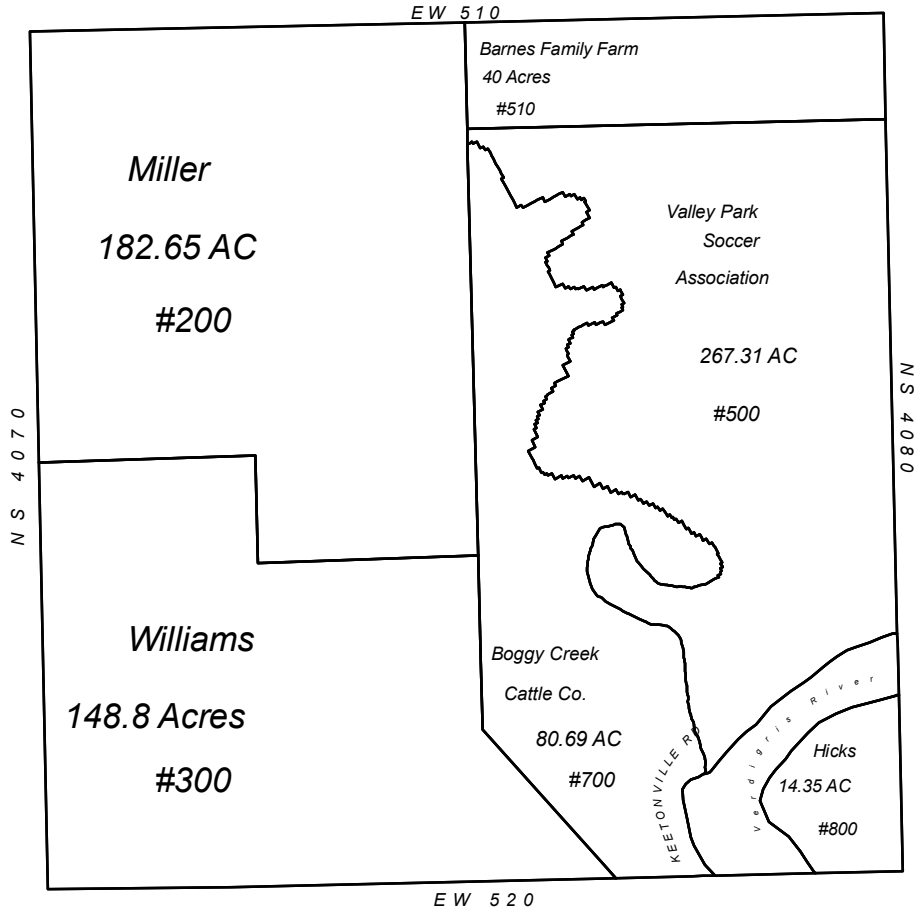 EW 510
Barnes Family Farm
40 Acres
#510
Miller
182.65 AC
#200
Valley Park
Soccer
Association
267.31 AC
#500
NS 4070
NS 4080
Williams
148.8 Acres
#300
Boggy Creek
Cattle Co.
80.69 AC
#700
KEETONVILLE RD
Verdigris River
Hicks
14.35 AC
#800
EW 520